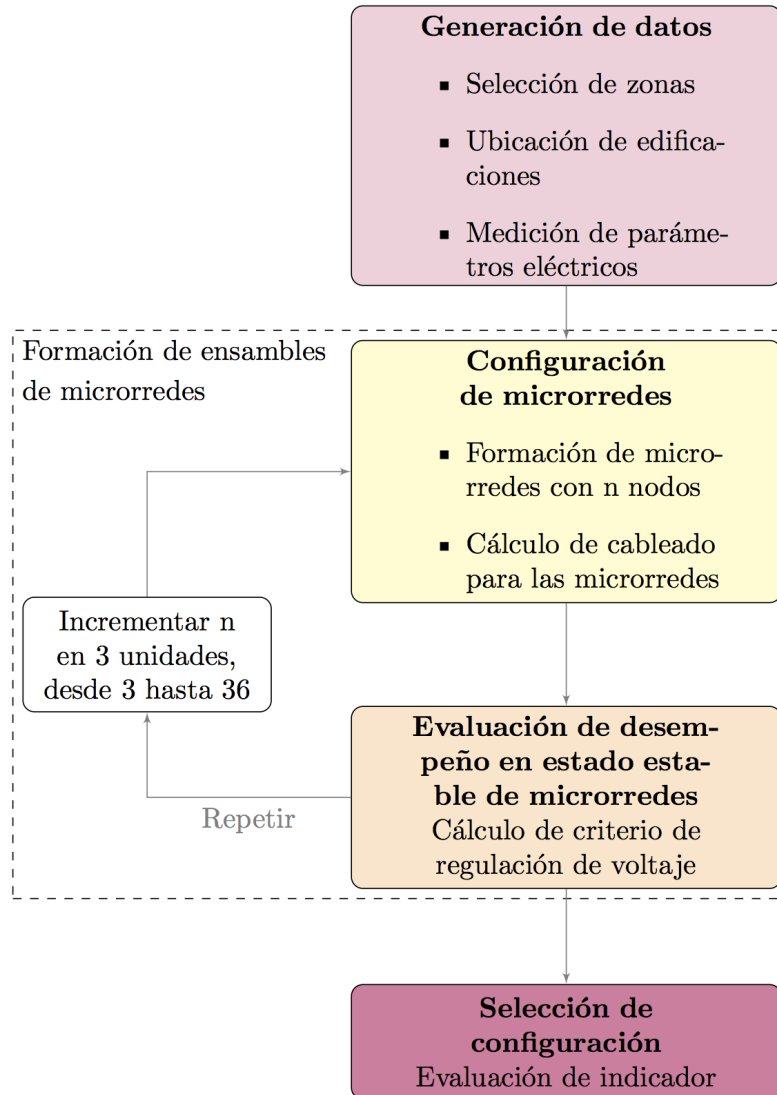 Generación de datos
▪ Selección de zonas
▪ Ubicación de edifica-
ciones
▪ Medición de paráme-
tros eléctricos
Formación de ensambles
de microrredes
Configuración
de microrredes
▪ Formación de micro-
rredes con n nodos
▪ Cálculo de cableado
para las microrredes
Incrementar n
en 3 unidades,
desde 3 hasta 36
Repetir
Evaluación de desem-
peño en estado esta-
ble de microrredes
Cálculo de criterio de
regulación de voltaje
Selección de
configuración
Evaluación de indicador